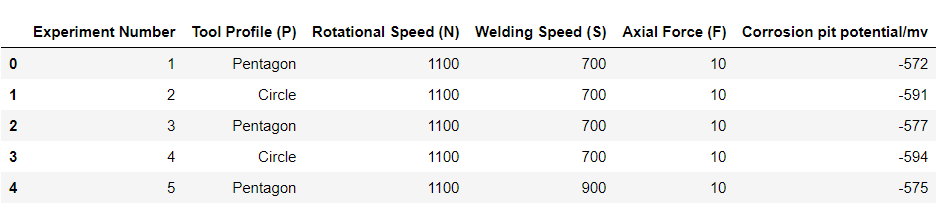 Experiment Number Tool Profile (P) Rotational Speed (N) Welding Speed (S) Axial Force (F) Corrosion pit potential/mv
0 1 Pentagon 1100 700 10 -572
1 2 Circle 1100 700 10 -591
2 3 Pentagon 1100 700 10 -577
3 4 Circle 1100 700 10 -594
4 5 Pentagon 1100 900 10 -575